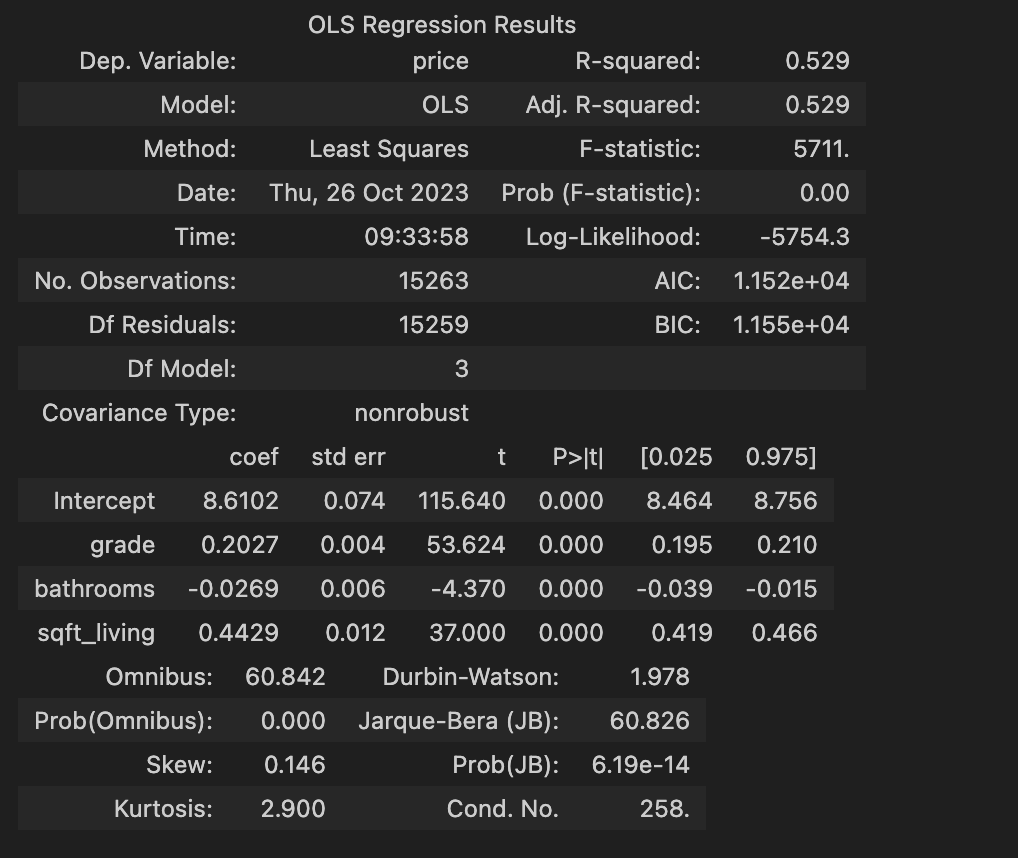 OLS Regression Results
Dep. Variable: price R-squared: 0.529
Model: OLS Adj. R-squared: 0.529
Method: Least Squares F-statistic: 5711.
Date: Thu, 26 Oct 2023 Prob (F-statistic): 0.00
Time: 09:33:58 Log-Likelihood: -5754.3
No. Observations: 15263 AIC: 1.152e+04
Df Residuals: 15259 BIC: 1.155e+04
Df Model: 3
Covariance Type: nonrobust
coef std err t P>|t| [0.025 0.975]
Intercept 8.6102 0.074 115.640 0.000 8.464 8.756
grade 0.2027 0.004 53.624 0.000 0.195 0.210
bathrooms -0.0269 0.006 -4.370 0.000 -0.039 -0.015
sqft_living 0.4429 0.012 37.000 0.000 0.419 0.466
Omnibus: 60.842 Durbin-Watson: 1.978
Prob(Omnibus): 0.000 Jarque-Bera (JB): 60.826
Skew: 0.146 Prob(JB): 6.19e-14
Kurtosis: 2.900 Cond. No. 258.